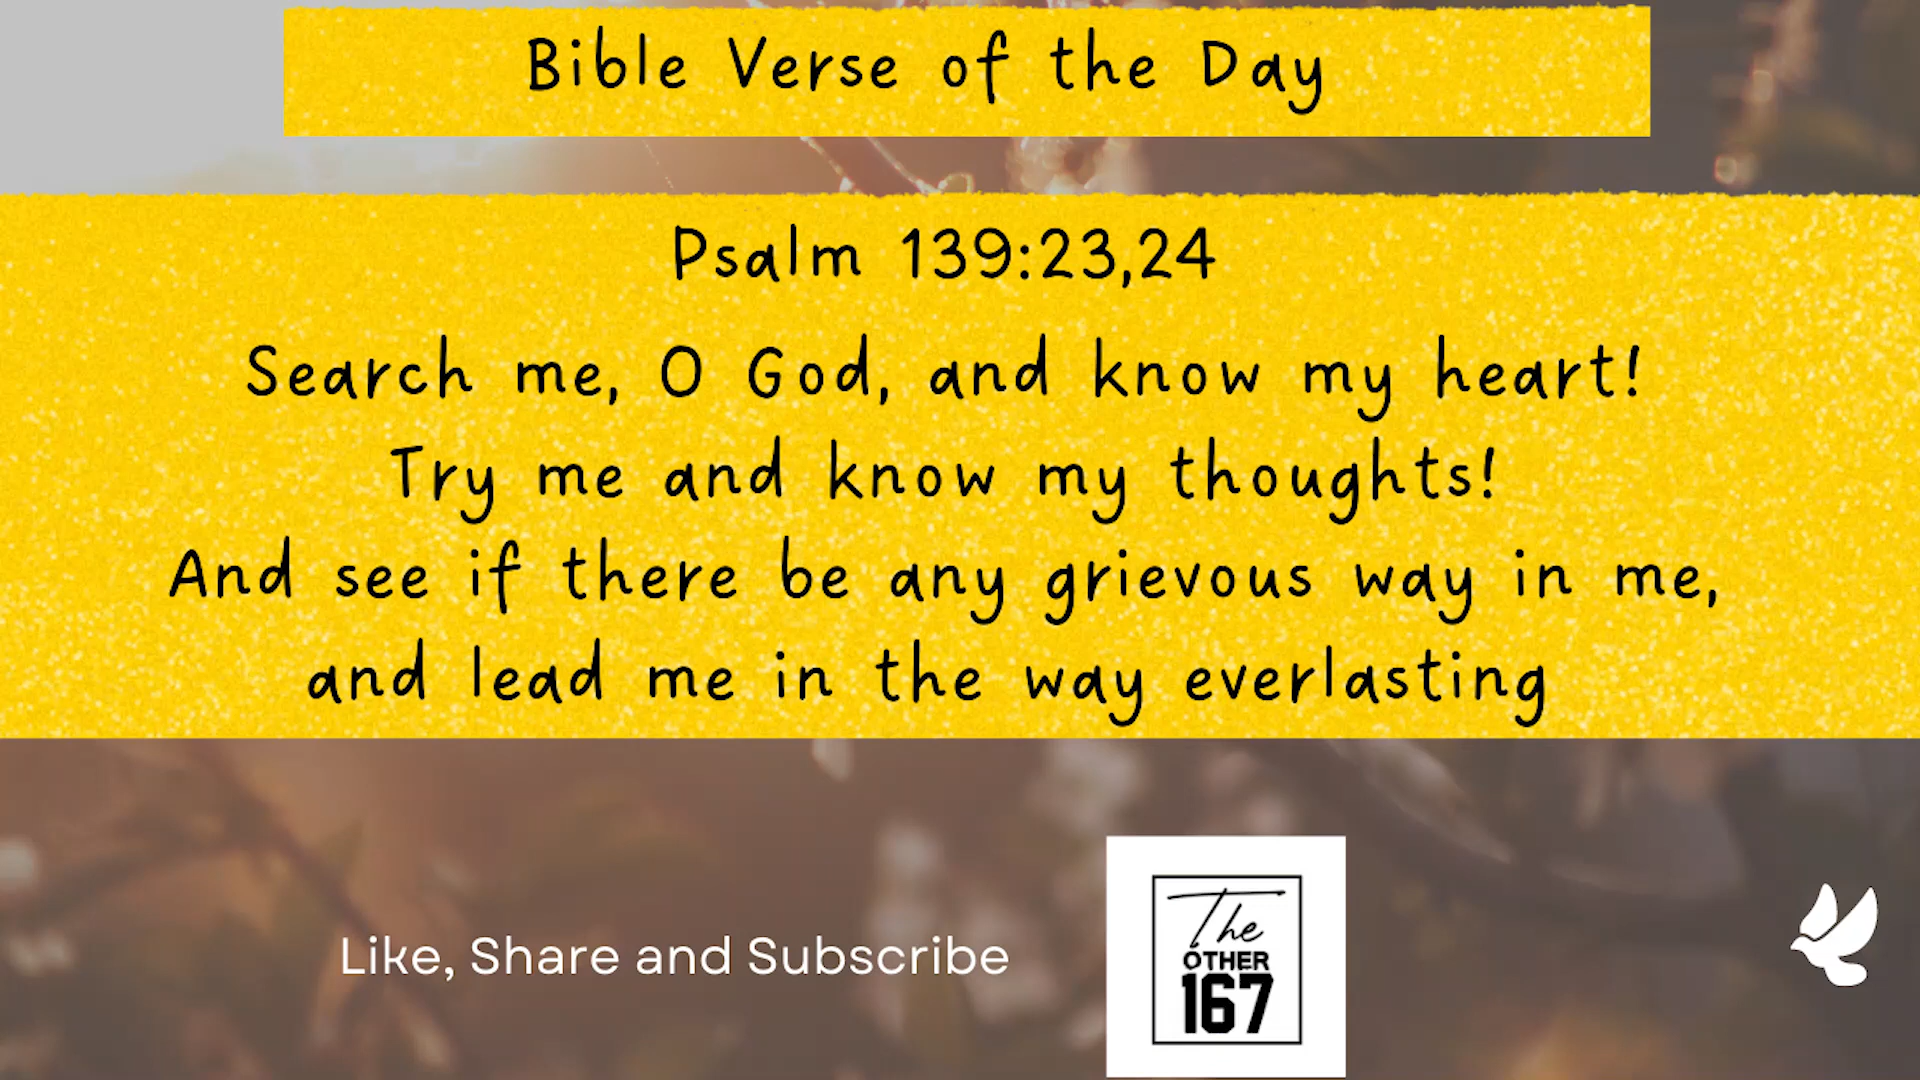 Bible Verse of the Day
Psalm 139:23,24
Search me, O God, and know my heart!
Try me and know my thoughts!
And see if there be any grievous way in me,
and lead me in the way everlasting
Like, Share and Subscribe
The
OTHER
167